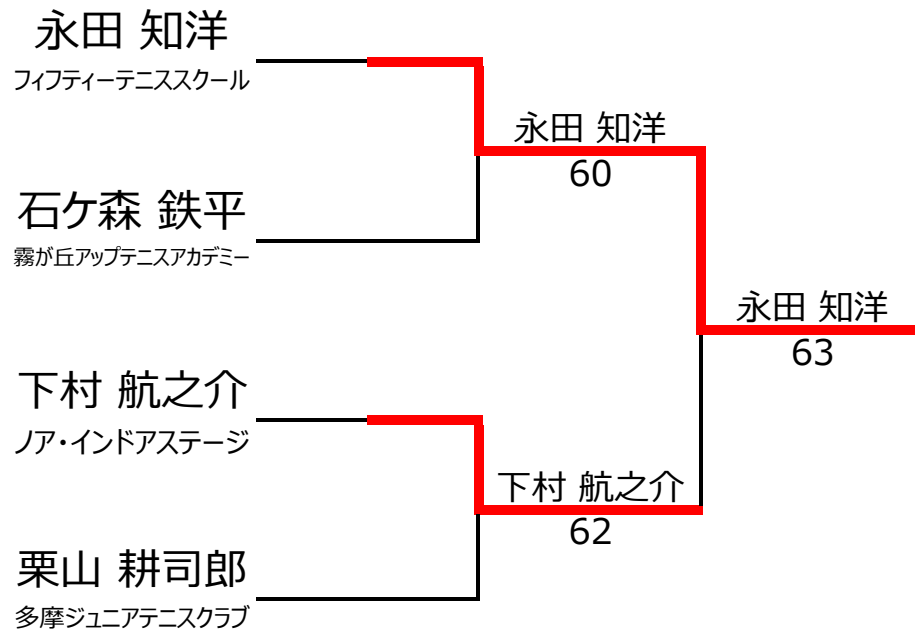 永田 知洋
フィフティーテニススクール
永田 知洋
60
石ケ森 鉄平
霧が丘アップテニスアカデミー
永田 知洋
63
下村 航之介
ノア・インドアステージ
下村 航之介
62
栗山 耕司郎
多摩ジュニアテニスクラブ